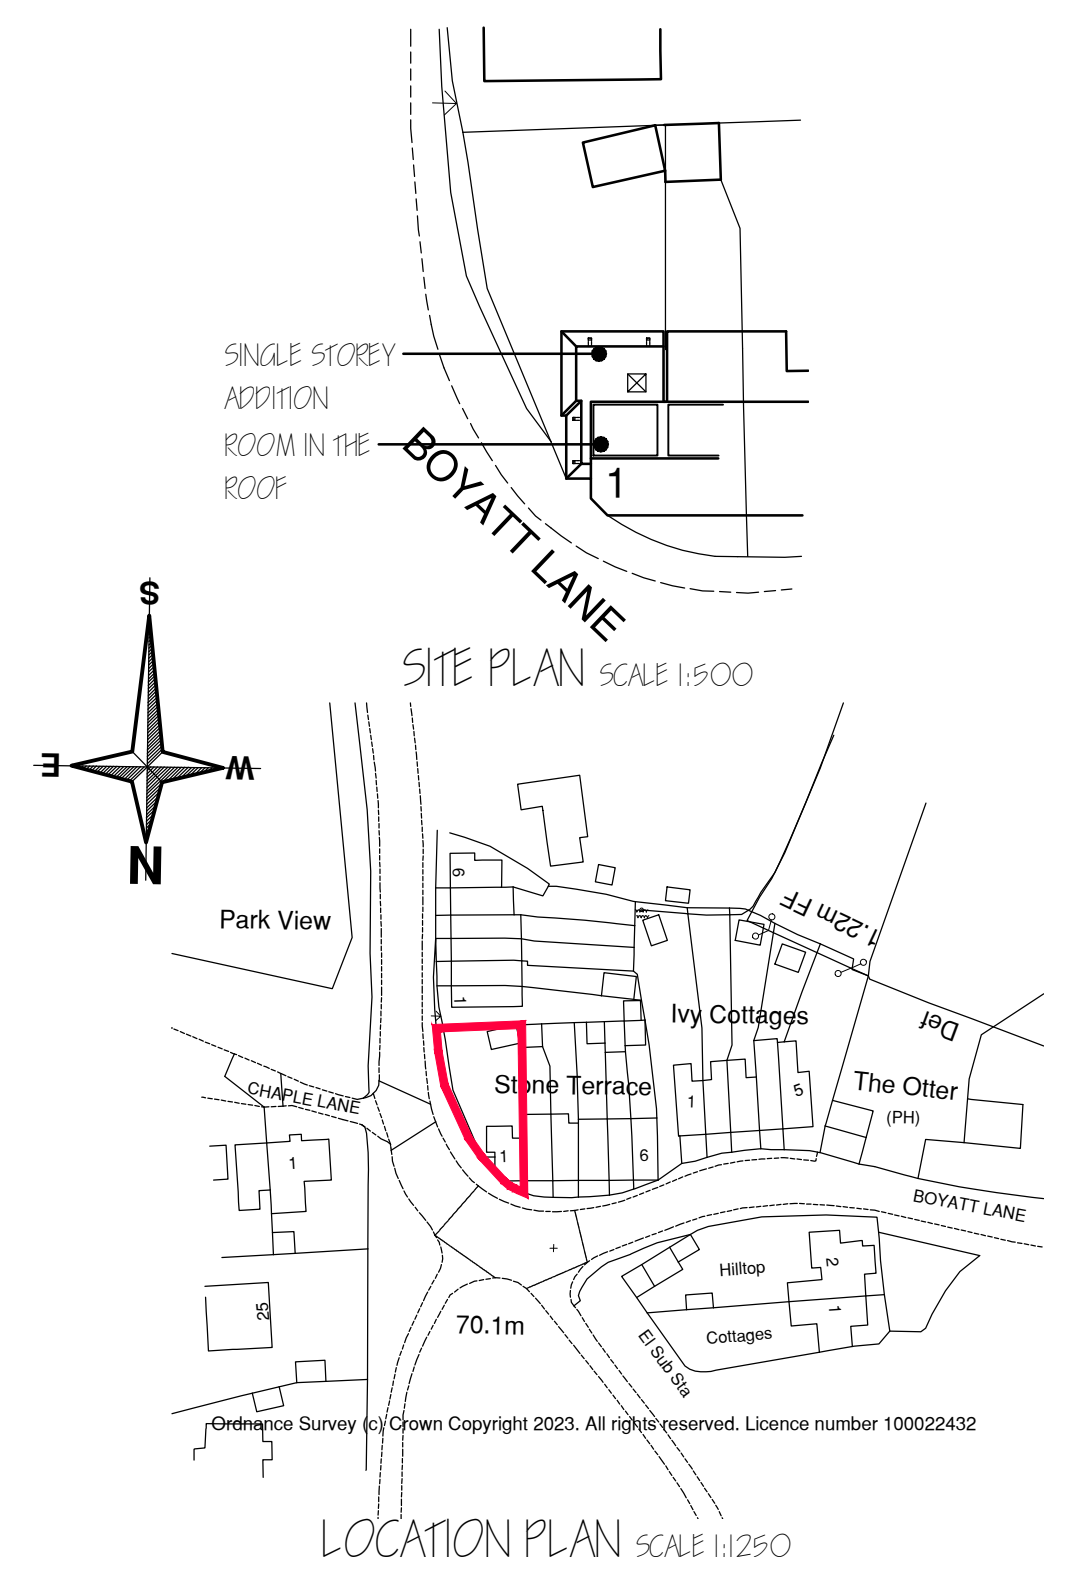 SINGLE STOREY
ADDITION
ROOM IN THE
ROOF
1
BOYATT LANE
SITE PLAN SCALE 1:500
S
E W
N
6
Park View
1.22m FF
1
Ivy Cottages
Def
Stone Terrace
The Otter
(PH)
CHAPLE LANE
1
5
1
1
6
BOYATT LANE
Hilltop
2
25
1
70.1m
Cottages
El Sub Sta
Ordnance Survey (c) Crown Copyright 2023. All rights reserved. Licence number 100022432
LOCATION PLAN SCALE 1:1250